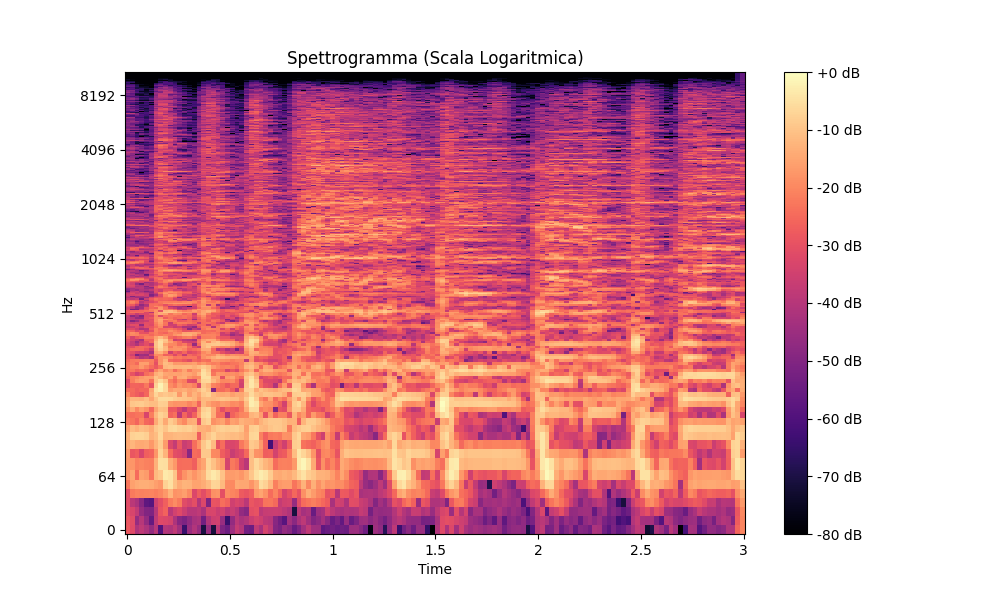 Spettrogramma (Scala Logaritmica)
Hz
8192
4096
2048
1024
512
256
128
64
0
0 0.5 1 1.5 2 2.5 3
Time
+0 dB
-10 dB
-20 dB
-30 dB
-40 dB
-50 dB
-60 dB
-70 dB
-80 dB